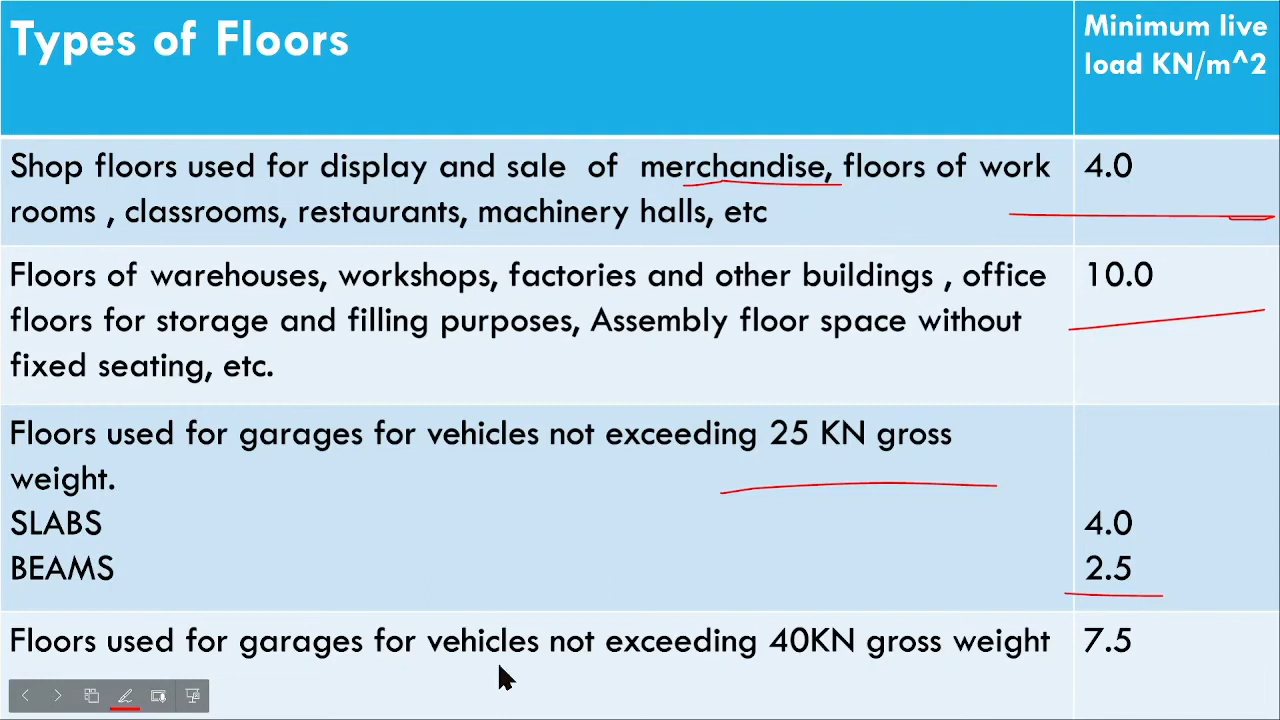 Types of Floors
Minimum live
load KN/m^2
Shop floors used for display and sale of merchandise, floors of work
rooms , classrooms, restaurants, machinery halls, etc
4.0
Floors of warehouses, workshops, factories and other buildings , office
floors for storage and filling purposes, Assembly floor space without
fixed seating, etc.
10.0
Floors used for garages for vehicles not exceeding 25 KN gross
weight.
SLABS
4.0
BEAMS
2.5
Floors used for garages for vehicles not exceeding 40KN gross weight
7.5